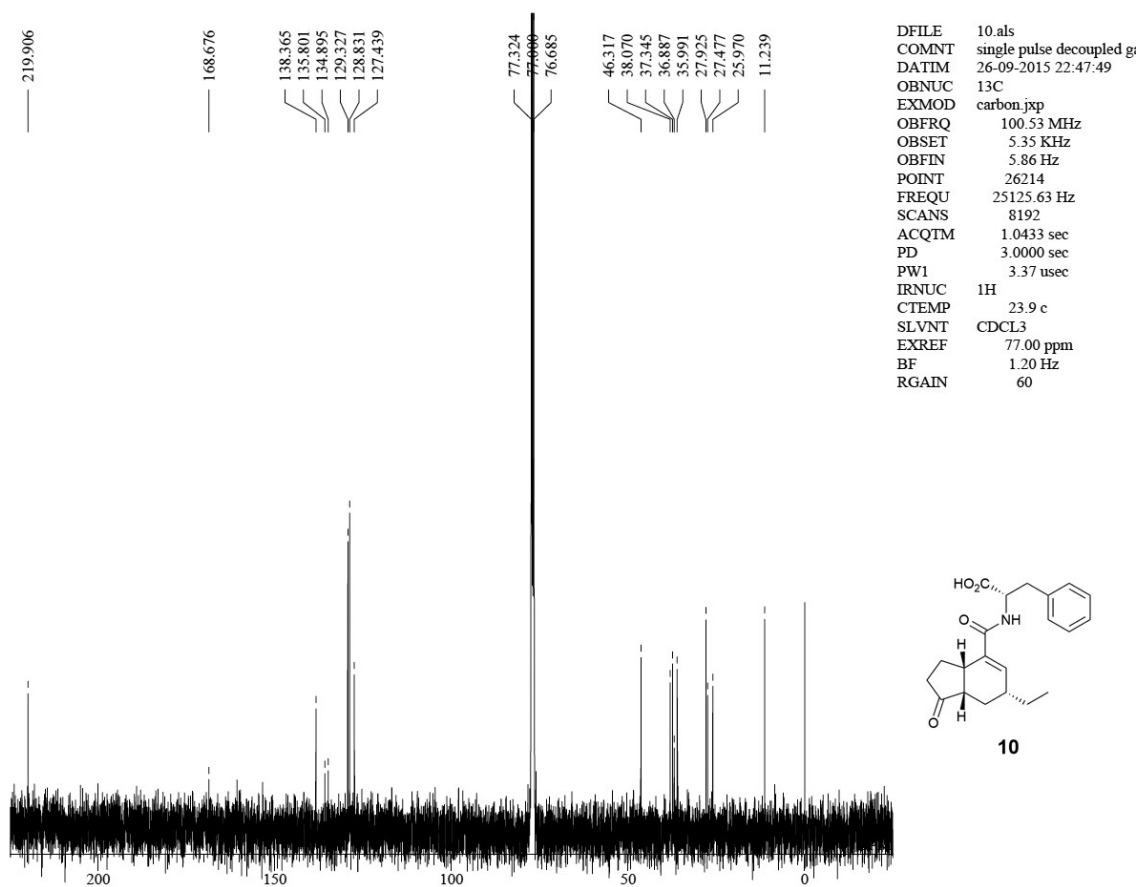 219.906
168.676
138.365
135.801
134.895
129.327
128.831
127.439
77.324
77.000
76.685
46.317
38.070
37.345
36.887
35.991
27.925
27.477
25.970
11.239
DFILE 10.als
COMNT single pulse decoupled ga
DATIM 26-09-2015 22:47:49
OBNUC 13C
EXMOD carbon.jxp
OBFRQ 100.53 MHz
OBSET 5.35 KHz
OBFIN 5.86 Hz
POINT 26214
FREQU 25125.63 Hz
SCANS 8192
ACQTM 1.0433 sec
PD 3.0000 sec
PW1 3.37 usec
IRNUC 1H
CTEMP 23.9 c
SLVNT CDCL3
EXREF 77.00 ppm
BF 1.20 Hz
RGAIN 60
HO2C
O
NH
H
H
O
10
200 150 100 50 0